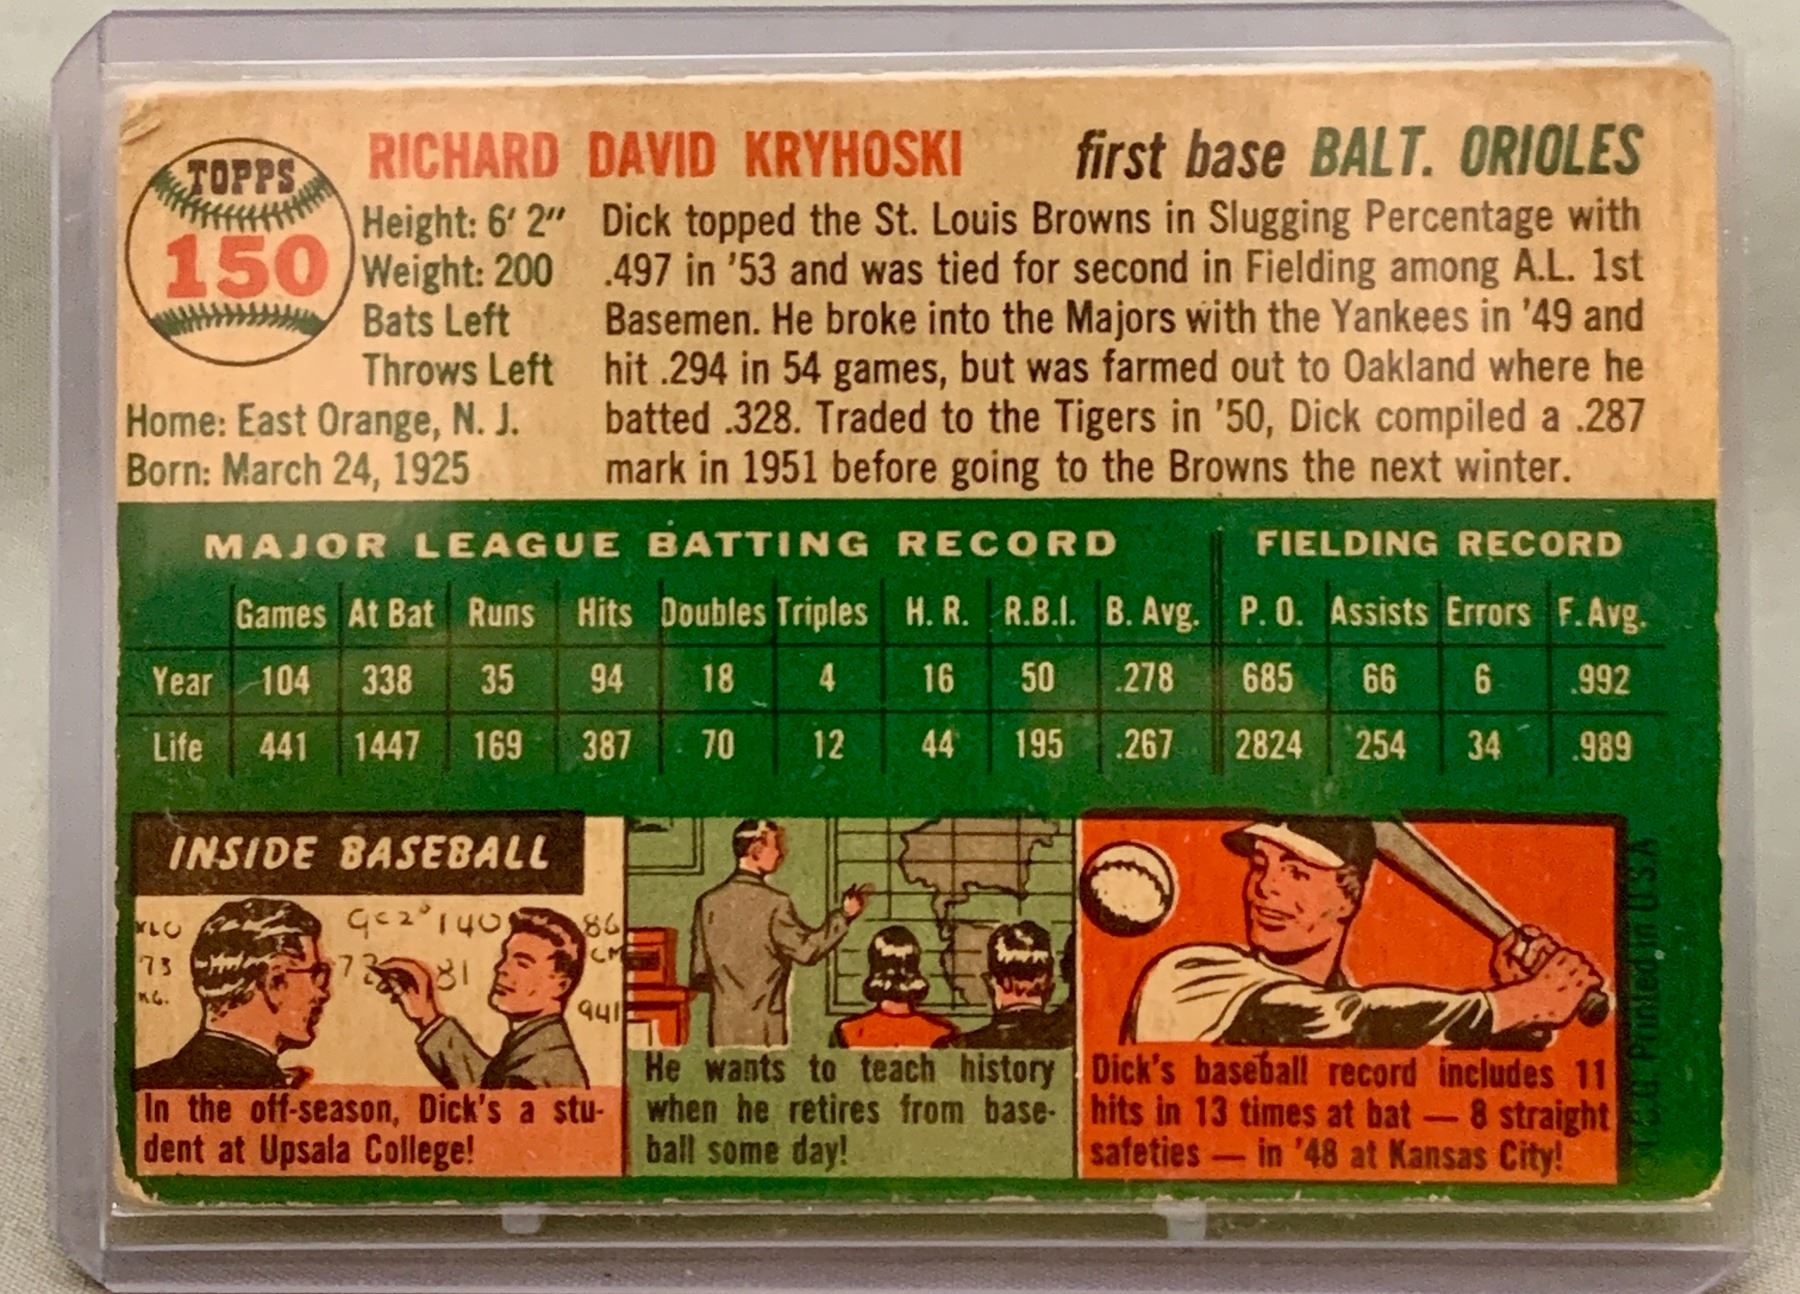 TOPPS
150
RICHARD DAVID KRYHOSKI
first base BALT. ORIOLES
Height: 6' 2"
Weight: 200
Bats Left
Throws Left
Home: East Orange, N. J.
Born: March 24, 1925
Dick topped the St. Louis Browns in Slugging Percentage with
.497 in '53 and was tied for second in Fielding among A.L. 1st
Basemen. He broke into the Majors with the Yankees in '49 and
hit .294 in 54 games, but was farmed out to Oakland where he
batted .328. Traded to the Tigers in '50, Dick compiled a .287
mark in 1951 before going to the Browns the next winter.
MAJOR LEAGUE BATTING RECORD FIELDING RECORD
Games At Bat Runs Hits Doubles Triples H. R. R.B.I. B. Avg. P. O. Assists Errors F. Avg.
Year 104 338 35 94 18 4 16 50 .278 685 66 6 .992
Life 441 1447 169 387 70 12 44 195 .267 2824 254 34 .989
INSIDE BASEBALL
140 86
73 81
941
In the off-season, Dick's a stu-
dent at Upsala College!
He wants to teach history
when he retires from base-
ball some day!
Dick's baseball record includes 11
hits in 13 times at bat — 8 straight
safeties — in '48 at Kansas City!
Printed in U.S.A